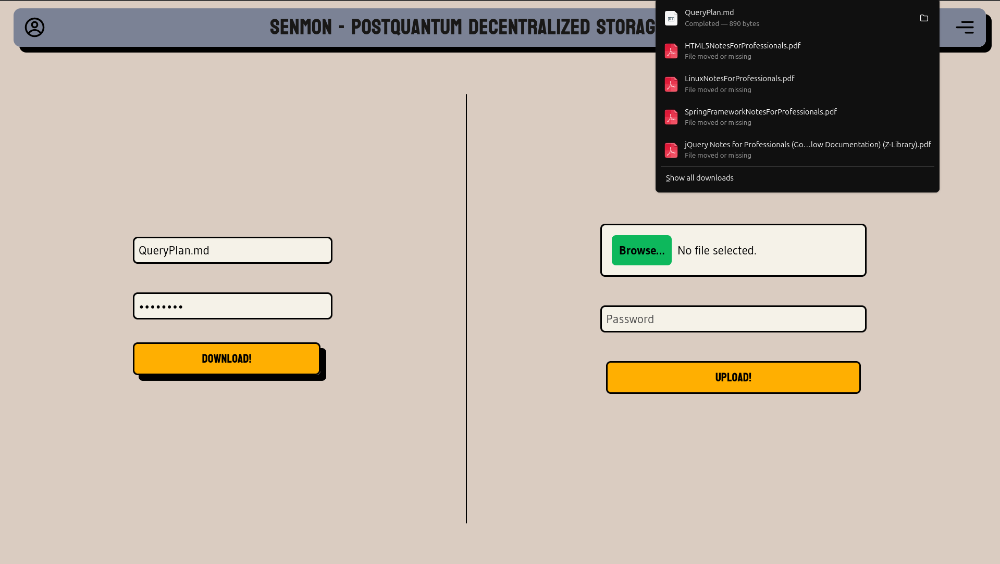 SENMON - POSTQUANTUM DECENTRALIZED STORAG
QueryPlan.md
Completed — 890 bytes
HTML5NotesForProfessionals.pdf
File moved or missing
LinuxNotesForProfessionals.pdf
File moved or missing
SpringFrameworkNotesForProfessionals.pdf
File moved or missing
jQuery Notes for Professionals (Go...low Documentation) (Z-Library).pdf
File moved or missing
Show all downloads
QueryPlan.md
••••••••
DOWNLOAD!
Browse... No file selected.
Password
UPLOAD!